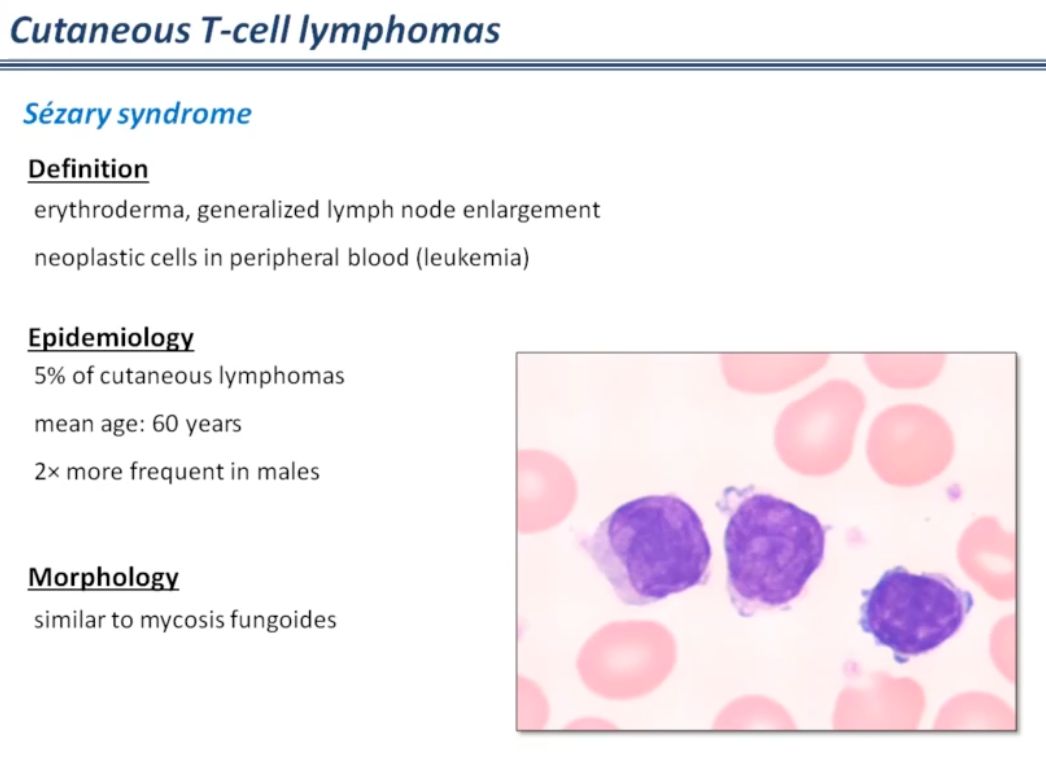 Cutaneous T-cell lymphomas
Sézary syndrome
Definition
erythroderma, generalized lymph node enlargement
neoplastic cells in peripheral blood (leukemia)
Epidemiology
5% of cutaneous lymphomas
mean age: 60 years
2× more frequent in males
Morphology
similar to mycosis fungoides